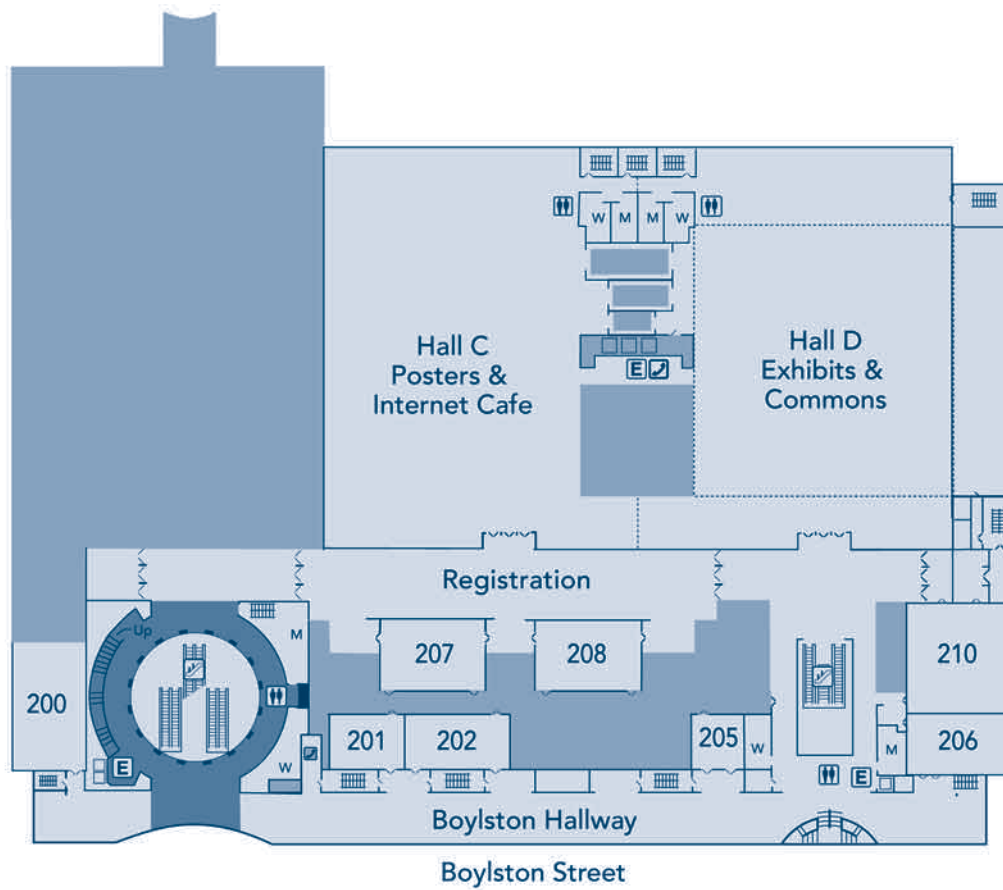 W M M W
Hall C
Posters &
Internet Cafe
Hall D
Exhibits &
Commons
E
Registration
Up
M
207
208
210
200
201
202
205
W
M
206
W
E
E
Boylston Hallway
Boylston Street